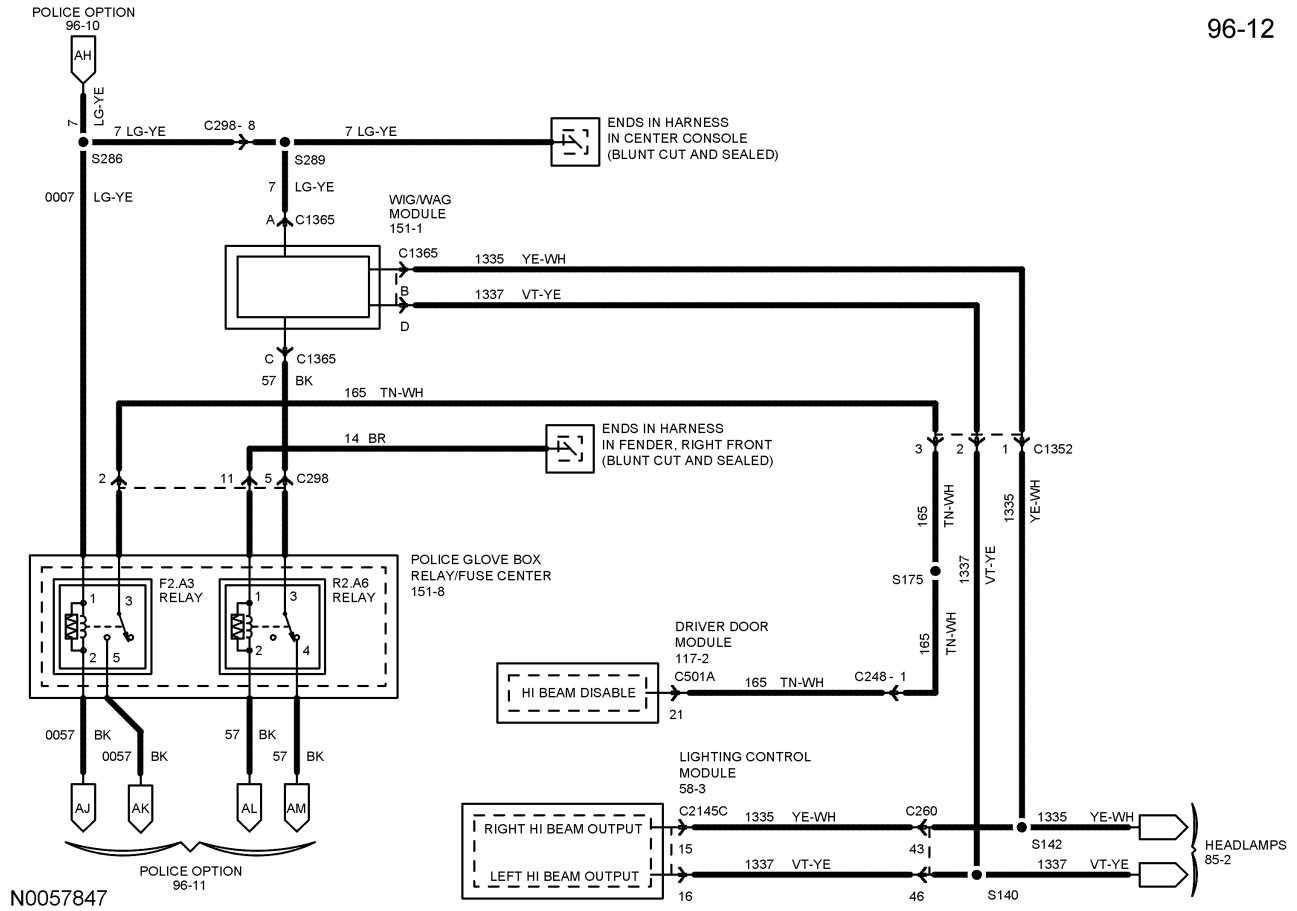 POLICE OPTION
96-10
96-12
AH
7
LG-YE
7 LG-YE
C298- 8
7 LG-YE
ENDS IN HARNESS
IN CENTER CONSOLE
(BLUNT CUT AND SEALED)
S286
S289
0007
LG-YE
7
LG-YE
A
C1365
WIG/WAG
MODULE
151-1
C1365
1335
YE-WH
B
1337
VT-YE
D
C
C1365
57
BK
165
TN-WH
14 BR
ENDS IN HARNESS
IN FENDER, RIGHT FRONT
(BLUNT CUT AND SEALED)
3
2
1
C1352
2
11
5
C298
165
TN-WH
1335
YE-WH
1337
VT-YE
S175
165
TN-WH
POLICE GLOVE BOX
RELAY/FUSE CENTER
151-8
F2.A3
RELAY
R2.A6
RELAY
1
3
1
3
2
5
2
4
DRIVER DOOR
MODULE
117-2
C501A
HI BEAM DISABLE
165
TN-WH
C248 - 1
21
0057
BK
0057
BK
57
BK
57
BK
AJ
AK
AL
AM
POLICE OPTION
96-11
LIGHTING CONTROL
MODULE
58-3
C2145C
RIGHT HI BEAM OUTPUT
1335
YE-WH
C260
1335
YE-WH
15
43
S142
HEADLAMPS
85-2
LEFT HI BEAM OUTPUT
1337
VT-YE
1337
VT-YE
16
46
S140
N0057847